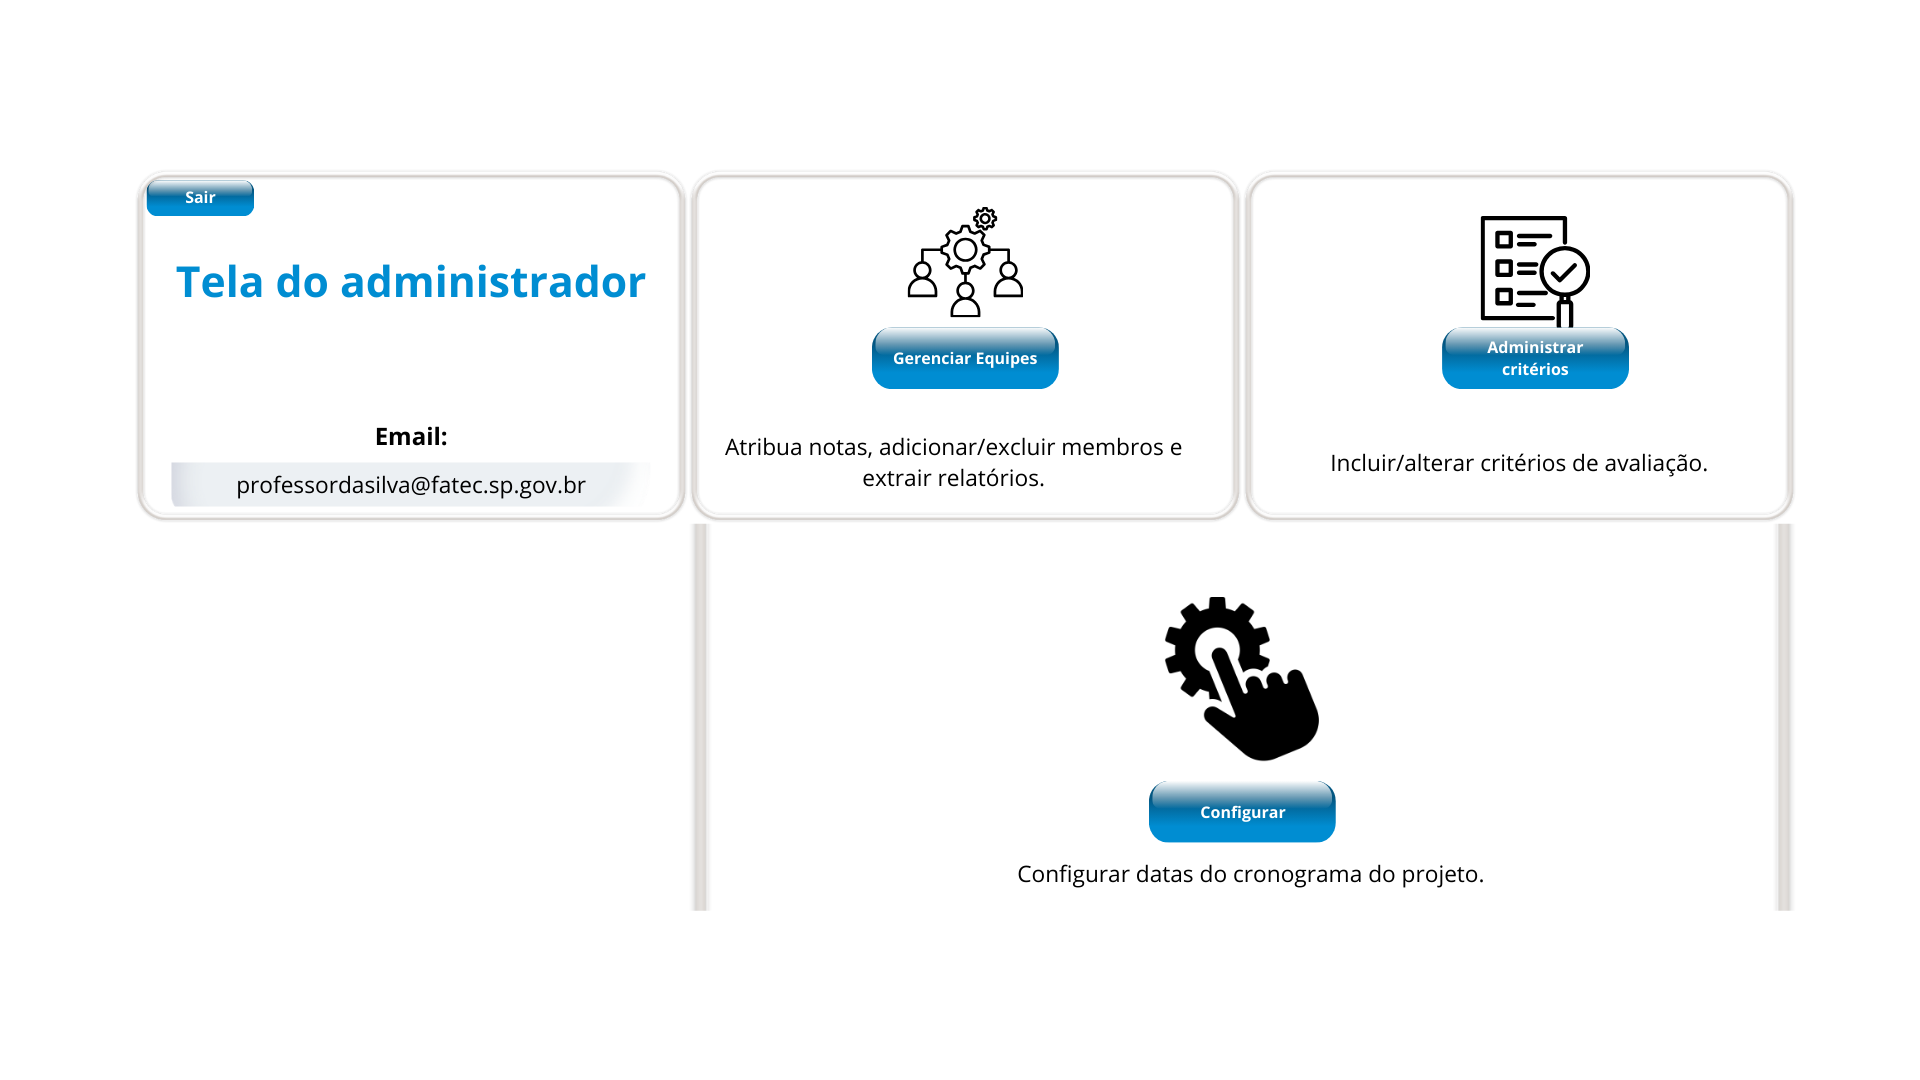 Sair
Tela do administrador
Email:
professordasilva@fatec.sp.gov.br
Gerenciar Equipes
Atribua notas, adicionar/excluir membros e
extrair relatórios.
Administrar
critérios
Incluir/alterar critérios de avaliação.
Configurar
Configurar datas do cronograma do projeto.